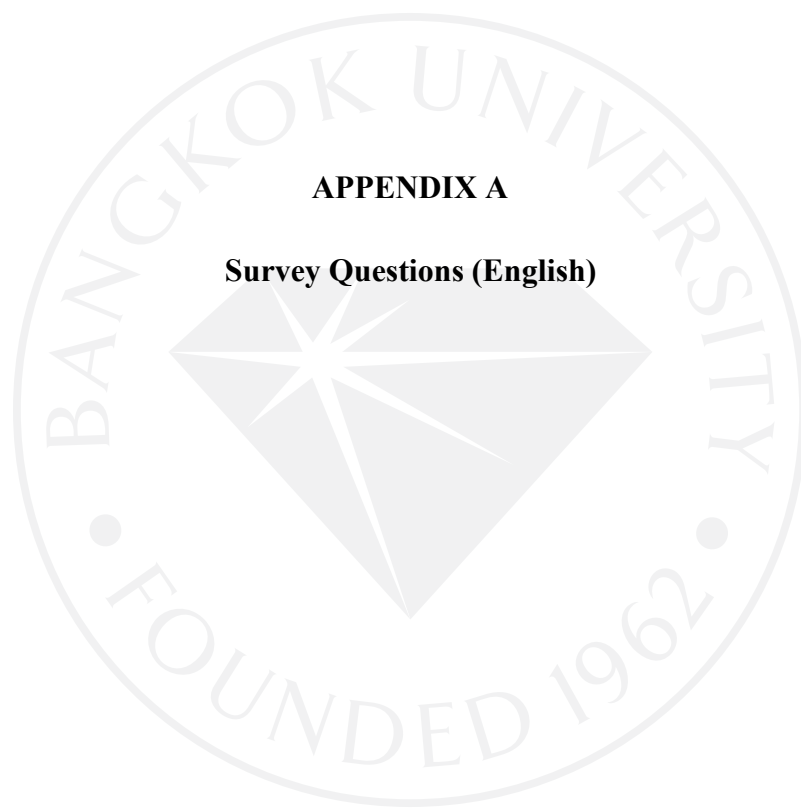 APPENDIX A
Survey Questions (English)
BANGKOK UNIVERSITY
• FOUNDED 1962 •